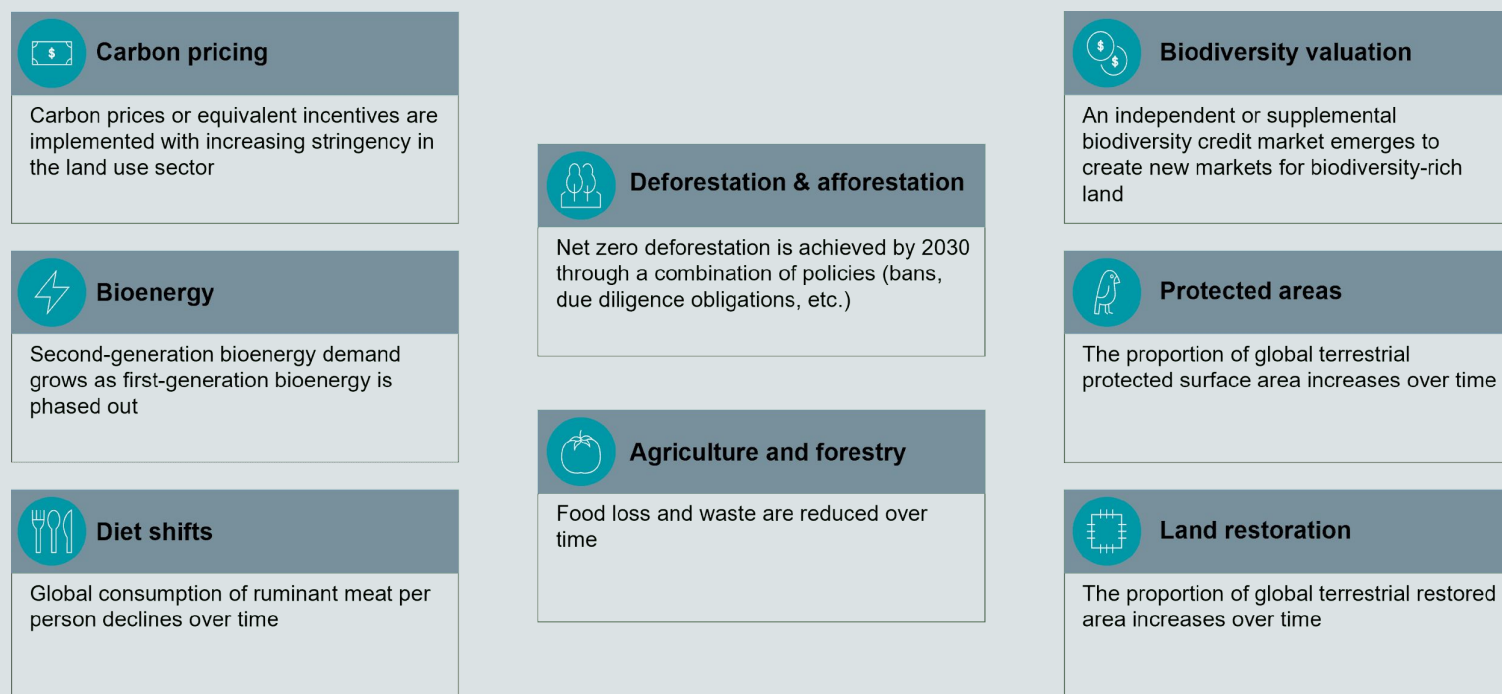 Carbon pricing
Carbon prices or equivalent incentives are
implemented with increasing stringency in
the land use sector
Bioenergy
Second-generation bioenergy demand
grows as first-generation bioenergy is
phased out
Diet shifts
Global consumption of ruminant meat per
person declines over time
Deforestation & afforestation
Net zero deforestation is achieved by 2030
through a combination of policies (bans,
due diligence obligations, etc.)
Agriculture and forestry
Food loss and waste are reduced over
time
Biodiversity valuation
An independent or supplemental
biodiversity credit market emerges to
create new markets for biodiversity-rich
land
Protected areas
The proportion of global terrestrial
protected surface area increases over time
Land restoration
The proportion of global terrestrial restored
area increases over time